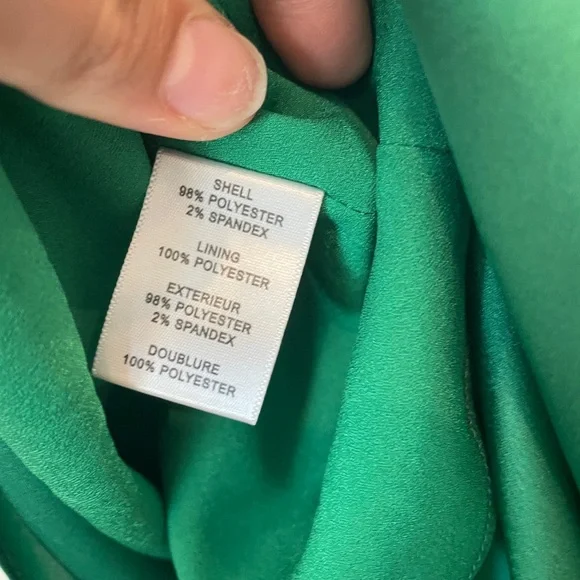 SHELL
98% POLYESTER
2% SPANDEX
LINING
100% POLYESTER
EXTERIEUR
98% POLYESTER
2% SPANDEX
DOUBLURE
100% POLYESTER